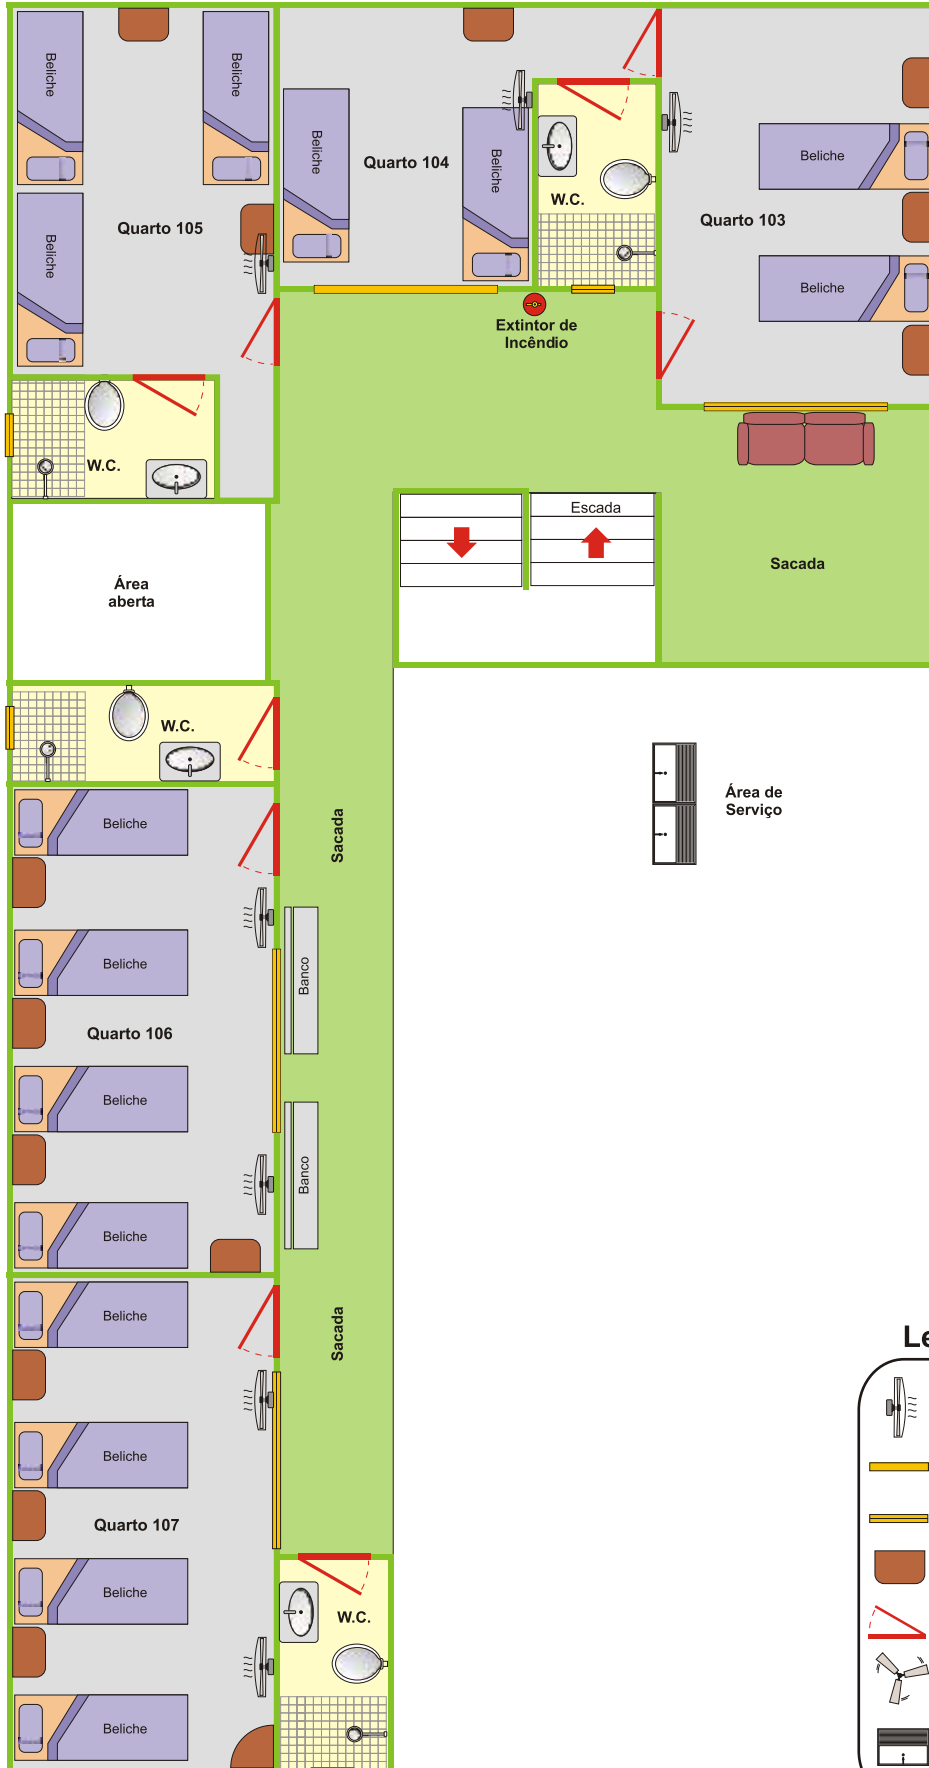 Beliche
Beliche
Beliche
Beliche
Quarto 104
Beliche
W.C.
Beliche
Quarto 103
Quarto 105
Beliche
Beliche
Extintor de
Incêndio
W.C.
Escada
Sacada
Área
aberta
W.C.
Área de
Serviço
Beliche
Sacada
Beliche
Banco
Quarto 106
Beliche
Banco
Beliche
Beliche
Sacada
Le
Beliche
Quarto 107
Beliche
W.C.
Beliche